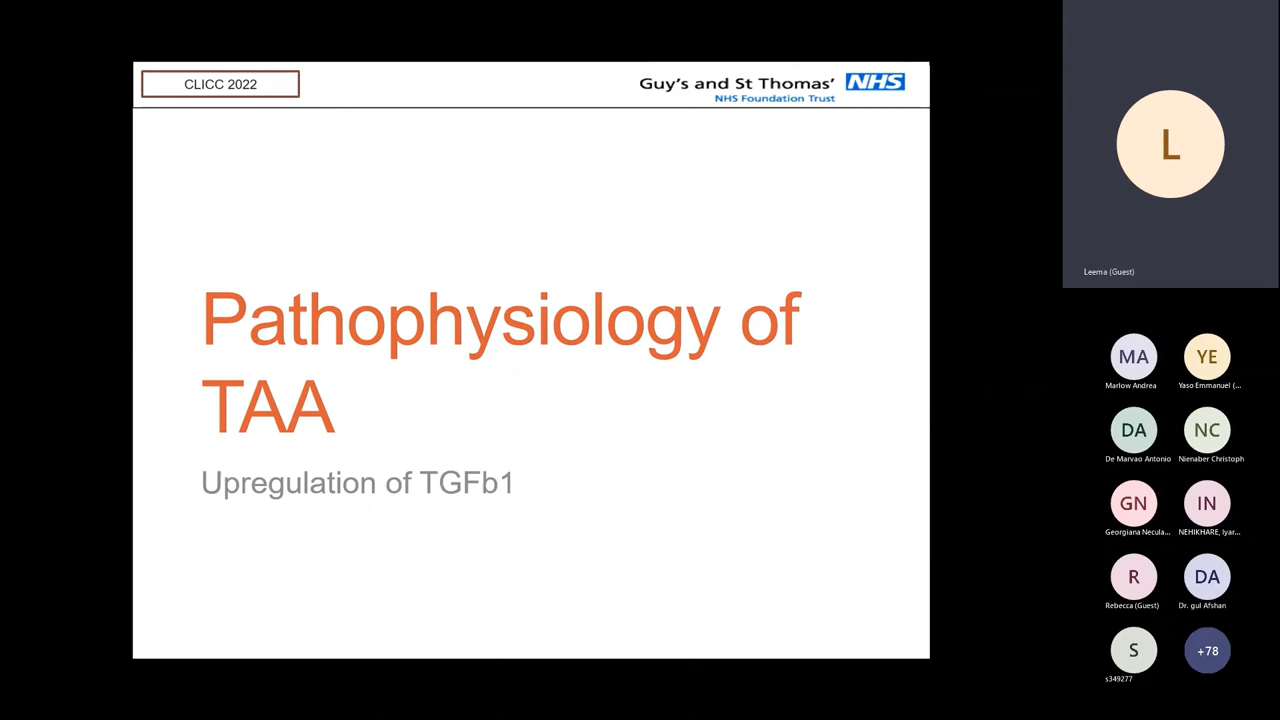 CLICC 2022
Guy's and St Thomas' NHS
NHS Foundation Trust
Pathophysiology of
TAA
Upregulation of TGFb1
L
Leema (Guest)
MA
YE
Marlow Andrea
Yaso Emmanuel (...
DA
NC
De Marvao Antonio
Nienaber Christoph
GN
IN
Georgiana Necula...
NEHIKHARE, Iyar...
R
DA
Rebecca (Guest)
Dr. gul Afshan
S
+78
s349277